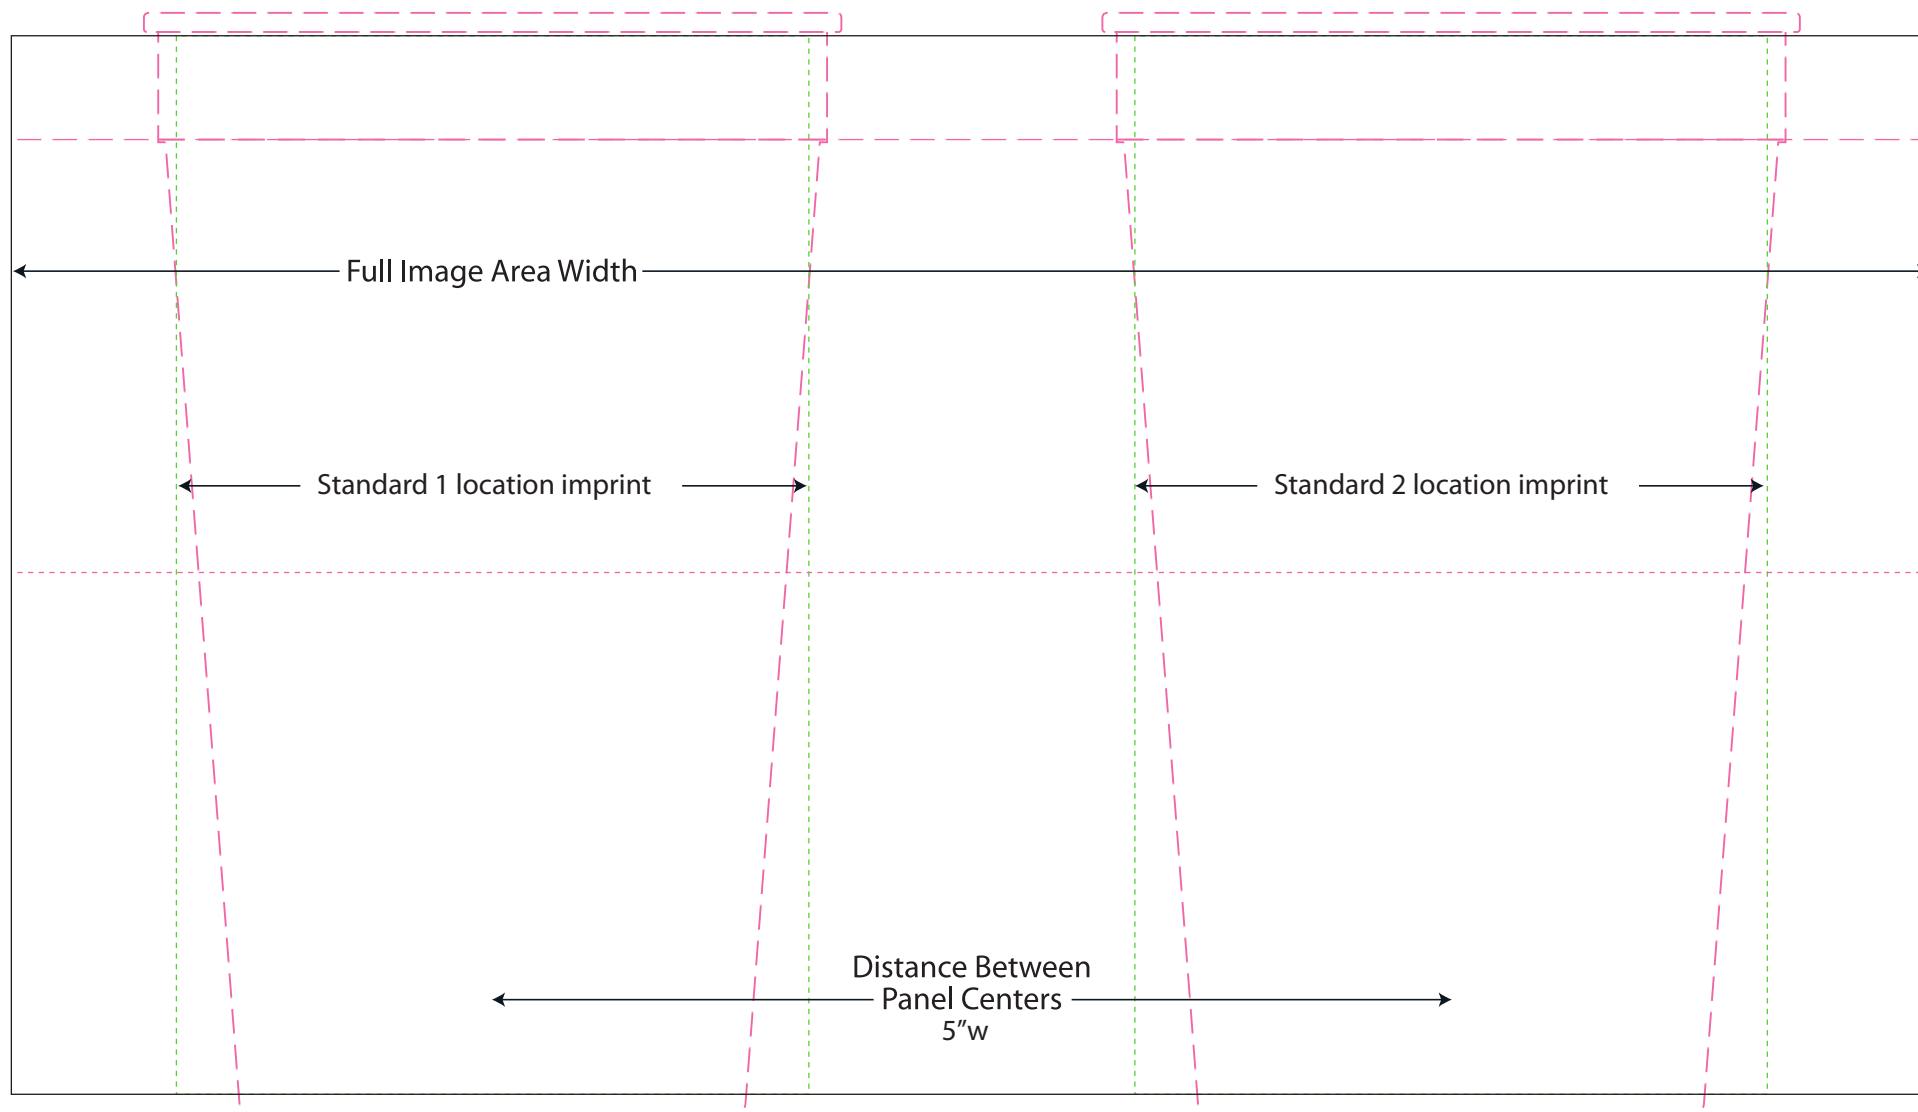 Full Image Area Width
Standard 1 location imprint
Standard 2 location imprint
Distance Between
Panel Centers
5″w